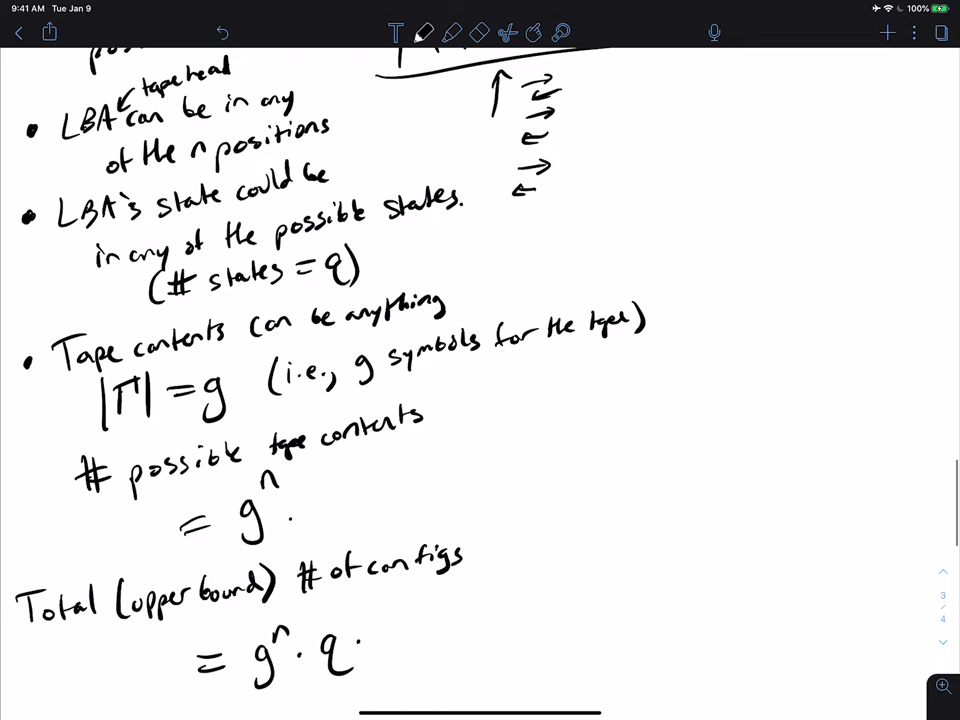 9:41 AM Tue Jan 9
100%
tape head
• LBA can be in any
of the n positions
• LBA's state could be
in any of the possible states.
(# states = q)
• Tape contents can be anything
|Γ| = g (i.e., g symbols for the tape)
# possible tape contents
= gⁿ.
Total (upper bound) # of configs
= gⁿ · q ·
3
/
4